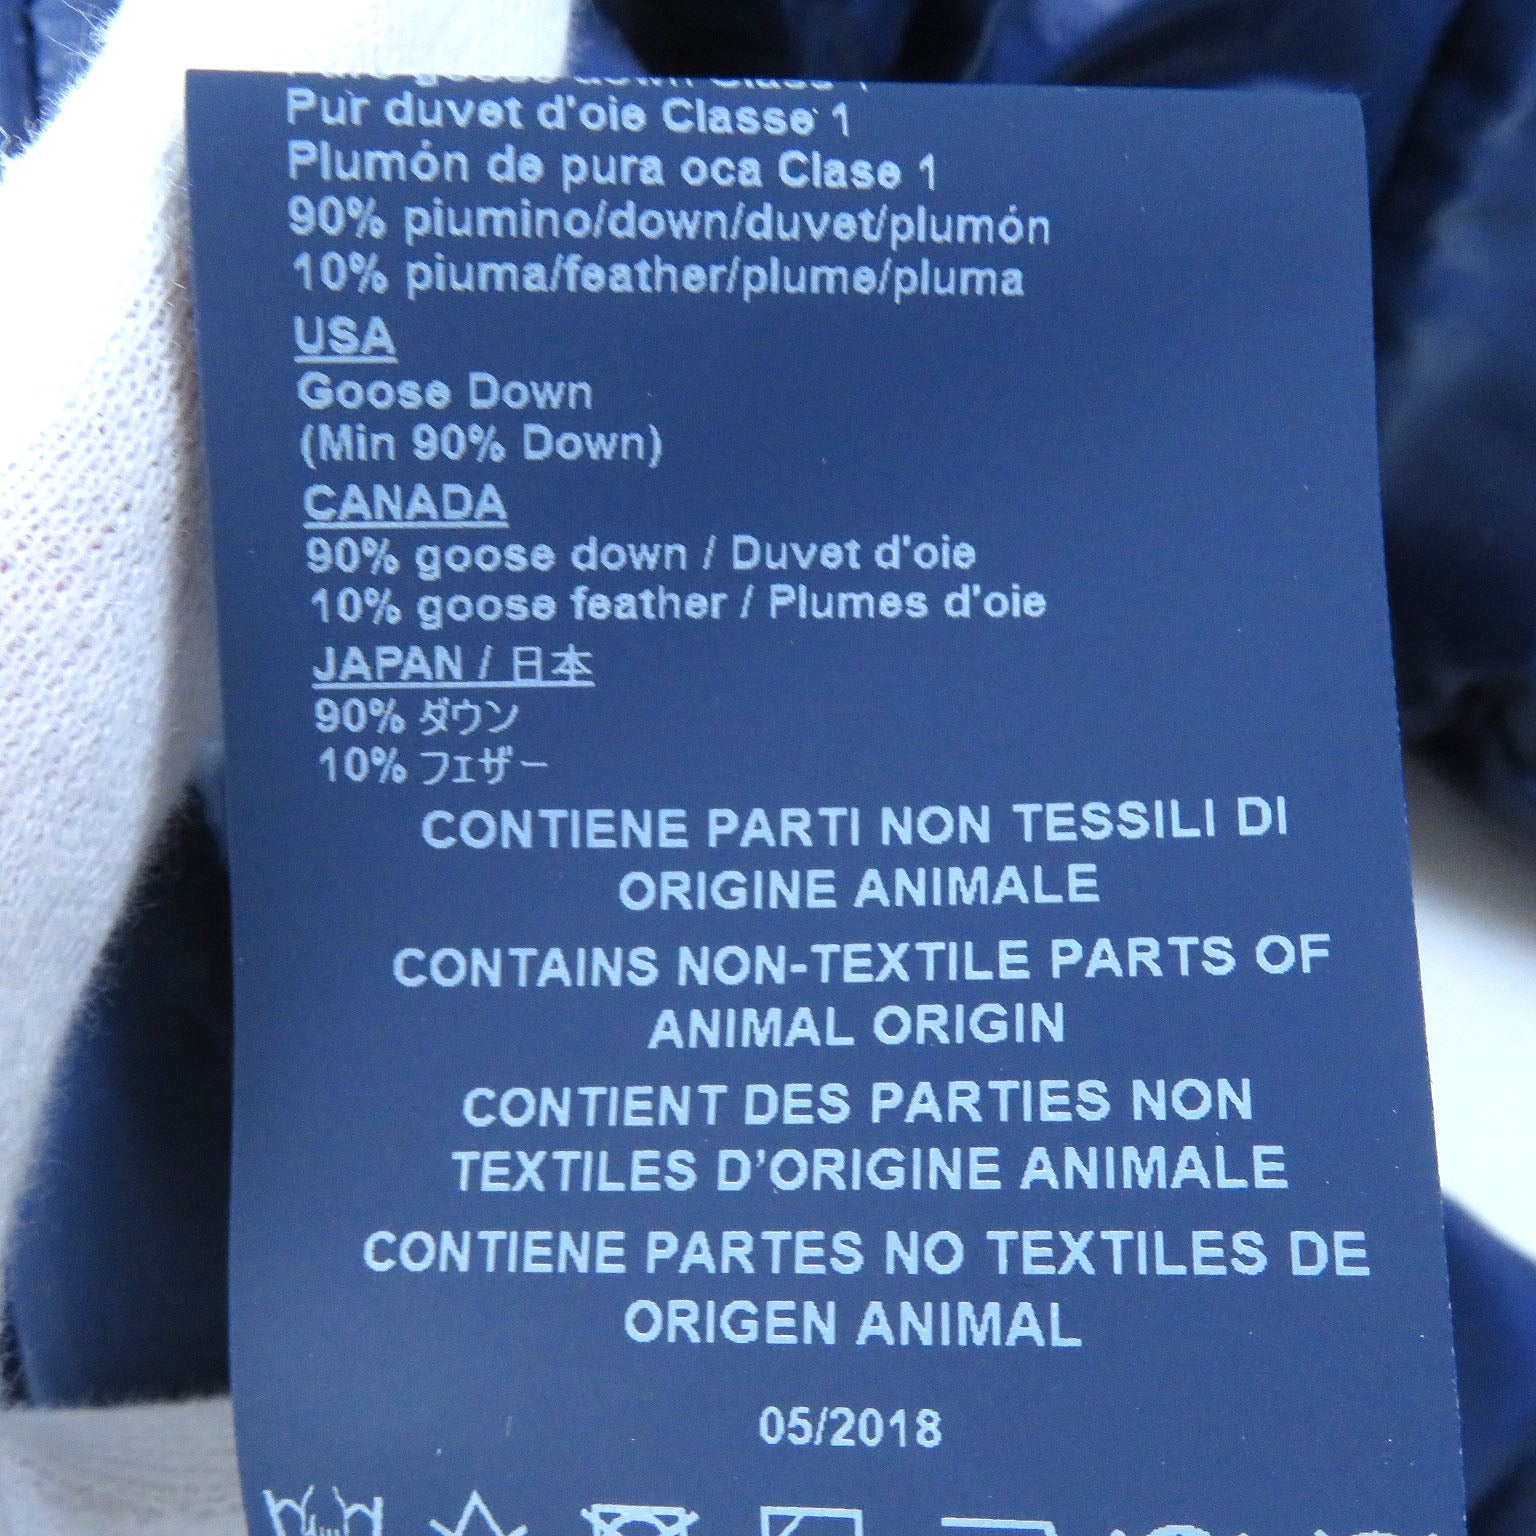 Pur duvet d'oie Classe 1
Plumón de pura oca Clase 1
90% piumino/down/duvet/plumón
10% piuma/feather/plume/pluma
USA
Goose Down
(Min 90% Down)
CANADA
90% goose down / Duvet d'oie
10% goose feather / Plumes d'oie
JAPAN / 日本
90% ダウン
10% フェザー
CONTIENE PARTI NON TESSILI DI
ORIGINE ANIMALE
CONTAINS NON-TEXTILE PARTS OF
ANIMAL ORIGIN
CONTIENT DES PARTIES NON
TEXTILES D’ORIGINE ANIMALE
CONTIENE PARTES NO TEXTILES DE
ORIGEN ANIMAL
05/2018